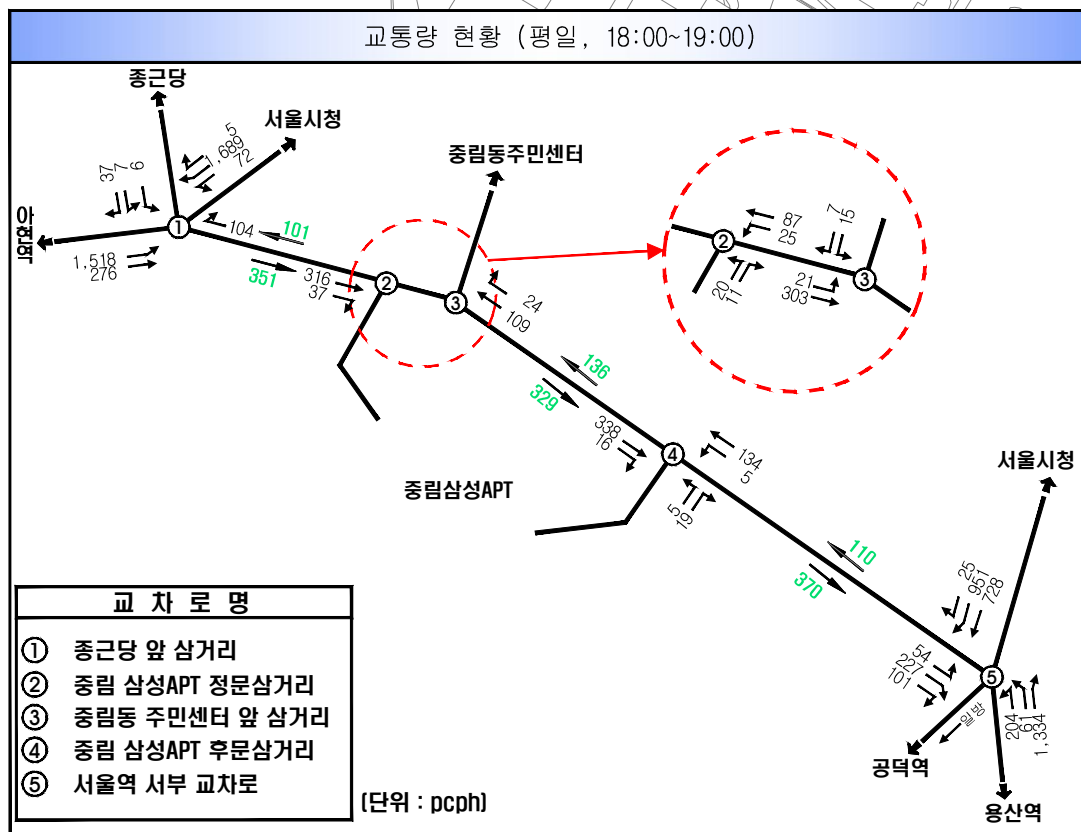 교통량 현황 (평일, 18:00~19:00)
종근당
서울시청
중림동주민센터
아현역
37
7
6
5
1,689
72
1
104
101
1,518
276
351
316
37
2
3
24
109
87
25
7
15
2
20
11
21
303
3
136
329
338
16
4
134
5
5
19
중림삼성APT
서울시청
110
370
25
951
728
54
227
101
5
일방
204
61
1,334
공덕역
용산역
교 차 로 명
① 종근당 앞 삼거리
② 중림 삼성APT 정문삼거리
③ 중림동 주민센터 앞 삼거리
④ 중림 삼성APT 후문삼거리
⑤ 서울역 서부 교차로
(단위 : pcph)